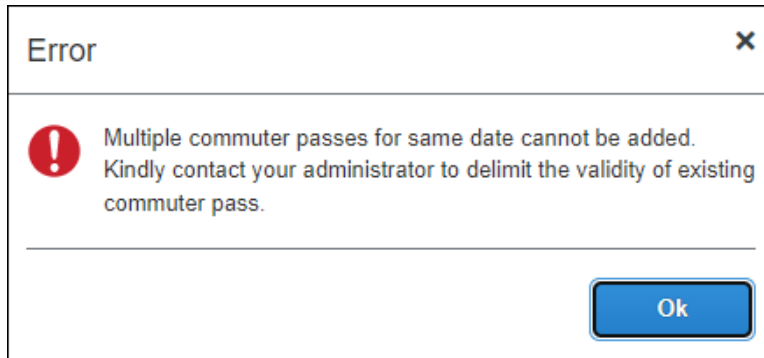 Error
Multiple commuter passes for same date cannot be added.
Kindly contact your administrator to delimit the validity of existing
commuter pass.
Ok